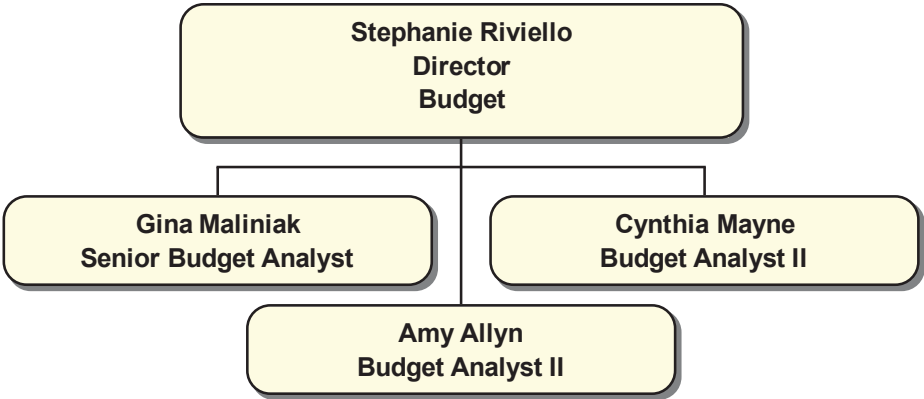 Stephanie Riviello
Director
Budget
Gina Maliniak
Senior Budget Analyst
Cynthia Mayne
Budget Analyst II
Amy Allyn
Budget Analyst II